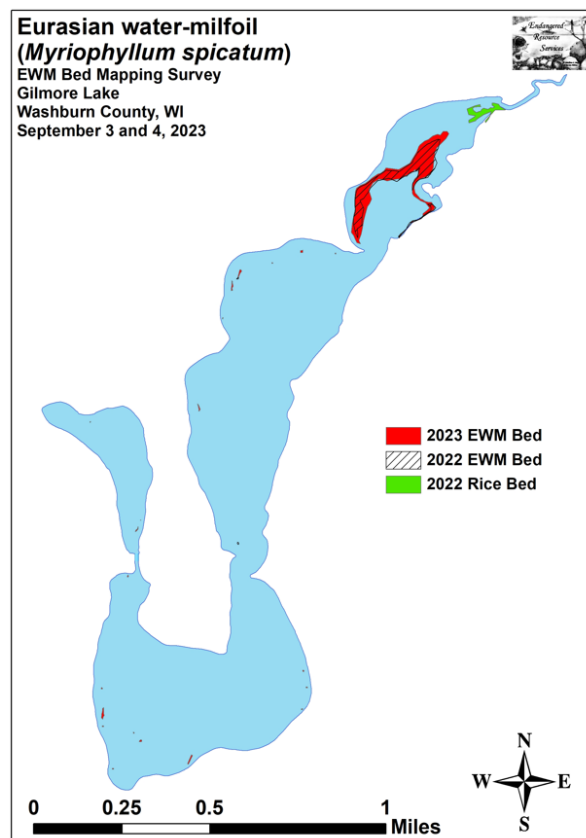 Eurasian water-milfoil
(Myriophyllum spicatum)
EWM Bed Mapping Survey
Gilmore Lake
Washburn County, WI
September 3 and 4, 2023
Endangered
Resource
Services
2023 EWM Bed
2022 EWM Bed
2022 Rice Bed
N
W E
S
0 0.25 0.5 1
Miles